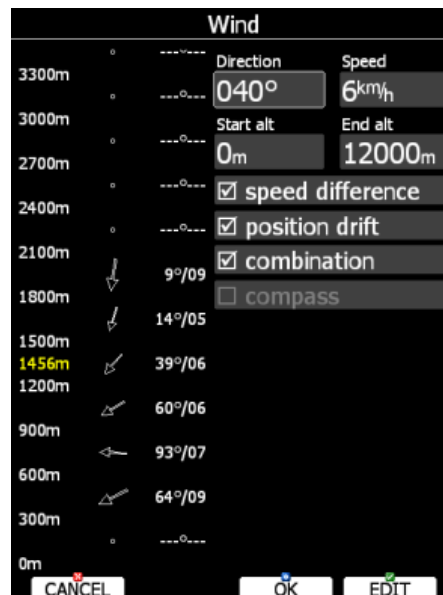 Wind
Direction Speed
040° 6km/h
Start alt End alt
0m 12000m
☑ speed difference
☑ position drift
☑ combination
☐ compass
---°---
3300m
---°---
3000m
---°---
2700m
---°---
2400m
---°---
2100m
9°/09
1800m
14°/05
1500m
1456m 39°/06
1200m
60°/06
900m
93°/07
600m
64°/09
300m
---°---
0m
CANCEL OK EDIT